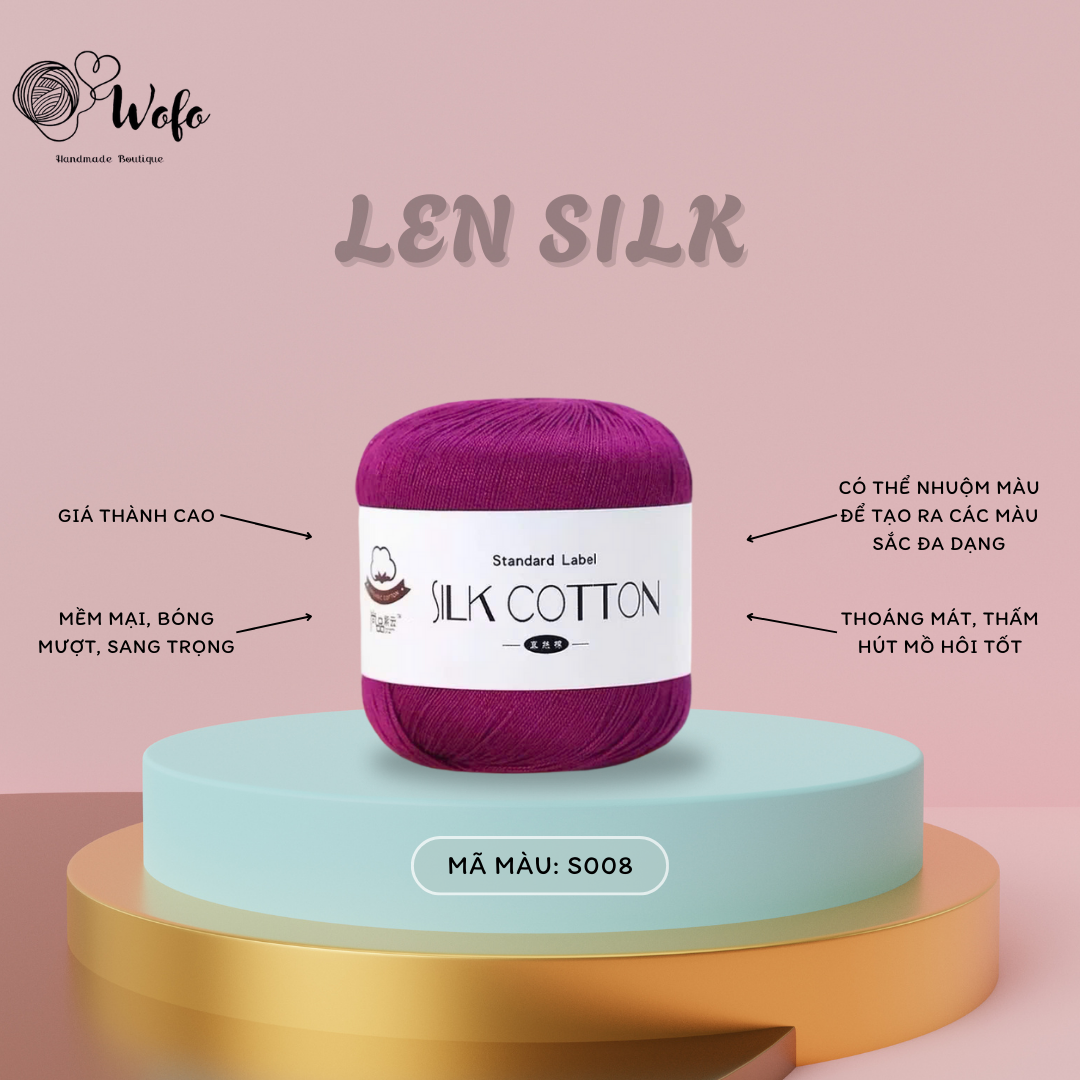 Wofo
Handmade Boutique
LEN SILK
GIÁ THÀNH CAO
MỀM MẠI, BÓNG
MƯỢT, SANG TRỌNG
CÓ THỂ NHUỘM MÀU
ĐỂ TẠO RA CÁC MÀU
SẮC ĐA DẠNG
THOÁNG MÁT, THẤM
HÚT MỒ HÔI TỐT
Standard Label
SILK COTTON
MÃ MÀU: S008